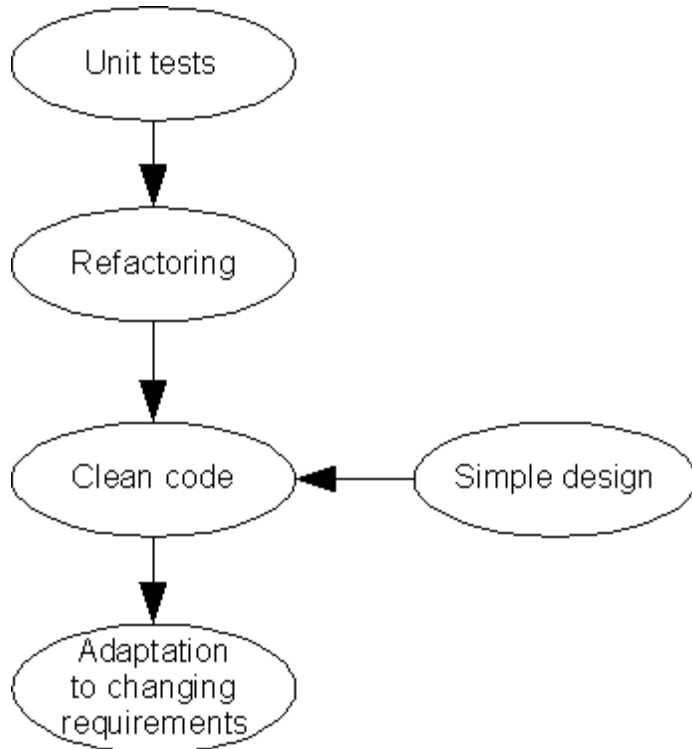 Unit tests
Refactoring
Clean code
Simple design
Adaptation
to changing
requirements